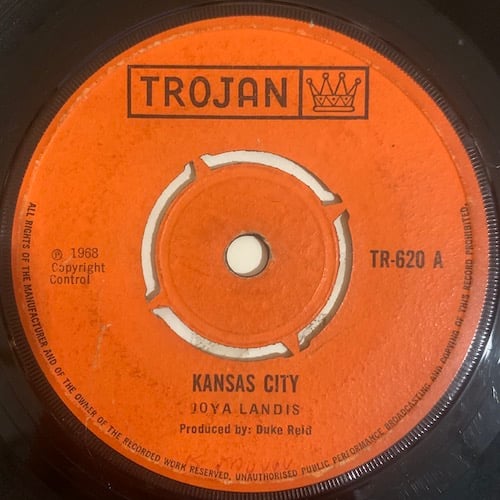 TROJAN
℗ 1968
Copyright
Control
TR-620 A
KANSAS CITY
JOYA LANDIS
Produced by: Duke Reid
ALL RIGHTS OF THE MANUFACTURER AND OF THE OWNER OF THE RECORDED WORK RESERVED. UNAUTHORISED PUBLIC PERFORMANCE BROADCASTING AND COPYING OF THIS RECORD PROHIBITED.